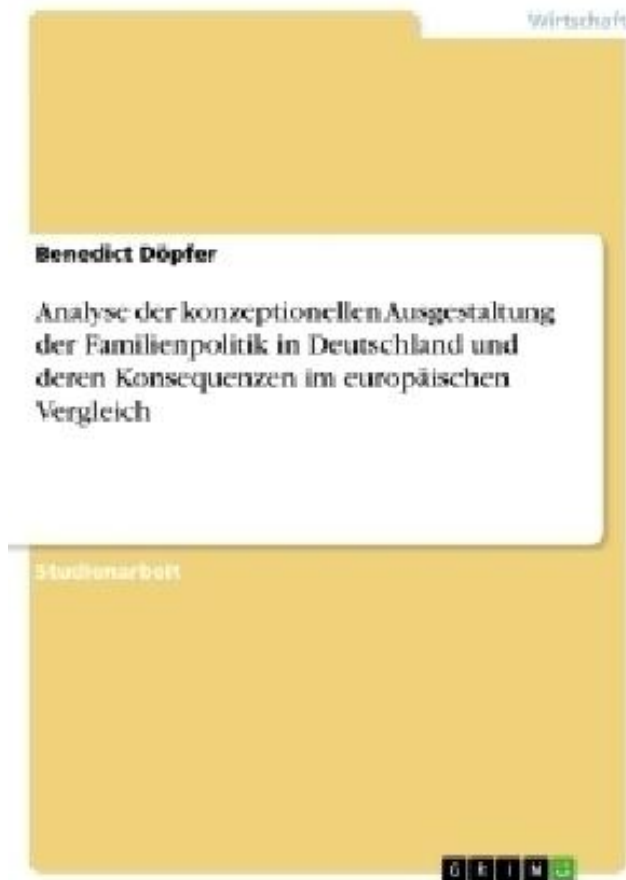 Wirtschaft
Benedict Döpfer
Analyse der konzeptionellen Ausgestaltung
der Familienpolitik in Deutschland und
deren Konsequenzen im europäischen
Vergleich
Studienarbeit
GRIN